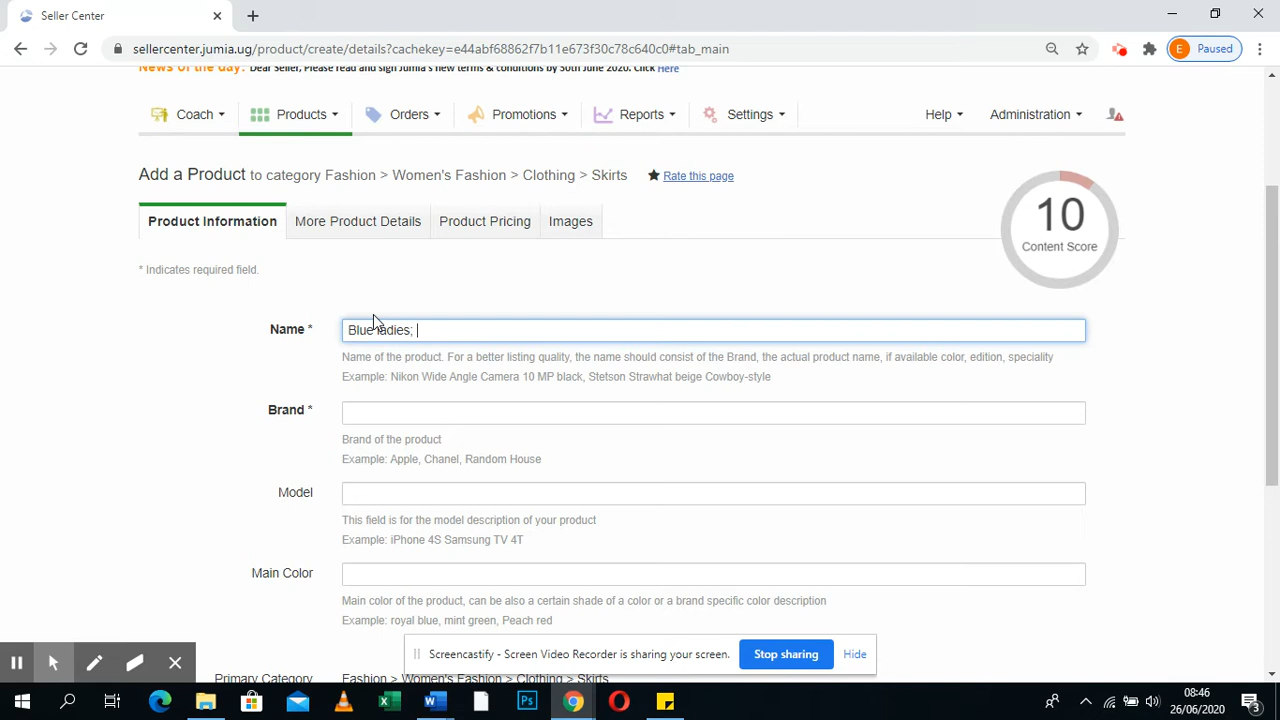 Seller Center
sellercenter.jumia.ug/product/create/details?cachekey=e44abf68862f7b11e673f30c78c640c0#tab_main
E Paused
News of the day: Dear Seller, Please read and sign Jumia's new terms & conditions by 30th June 2020. Click Here
Coach Products Orders Promotions Reports Settings Help Administration
Add a Product to category Fashion > Women's Fashion > Clothing > Skirts Rate this page
Product Information More Product Details Product Pricing Images
10
Content Score
* Indicates required field.
Name * Blue ladies;
Name of the product. For a better listing quality, the name should consist of the Brand, the actual product name, if available color, edition, speciality
Example: Nikon Wide Angle Camera 10 MP black, Stetson Strawhat beige Cowboy-style
Brand *
Brand of the product
Example: Apple, Chanel, Random House
Model
This field is for the model description of your product
Example: iPhone 4S Samsung TV 4T
Main Color
Main color of the product, can be also a certain shade of a color or a brand specific color description
Example: royal blue, mint green, Peach red
Screencastify - Screen Video Recorder is sharing your screen. Stop sharing Hide
Primary Category Fashion > Women's Fashion > Clothing > Skirts
08:46
26/06/2020
3